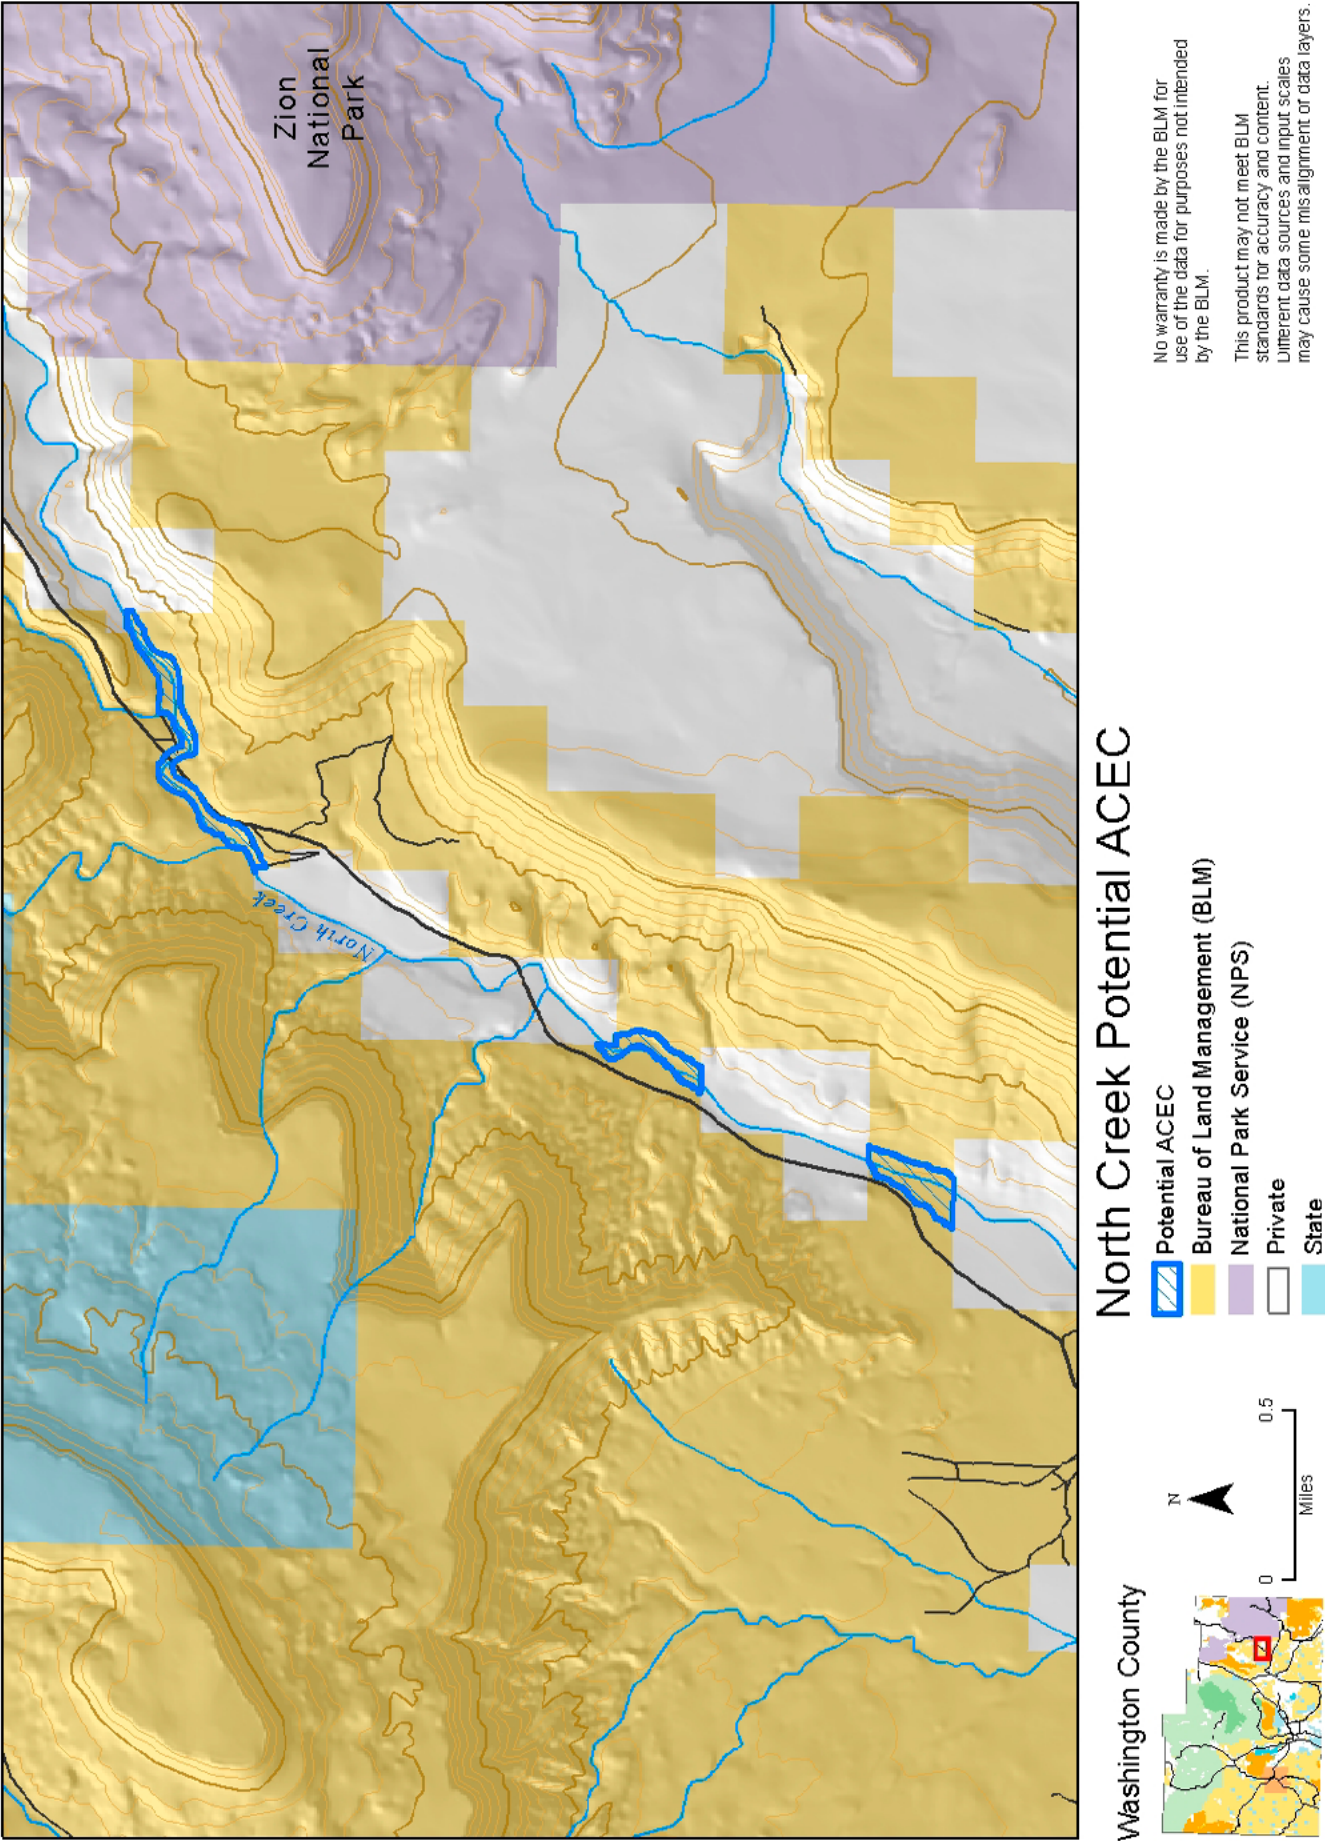 Zion
National
Park
North Creek
North Creek Potential ACEC
Potential ACEC
Bureau of Land Management (BLM)
National Park Service (NPS)
Private
State
Washington County
N
0
0.5
Miles
No warranty is made by the BLM for
use of the data for purposes not intended
by the BLM.
This product may not meet BLM
standards for accuracy and content.
Different data sources and input scales
may cause some misalignment of data layers.